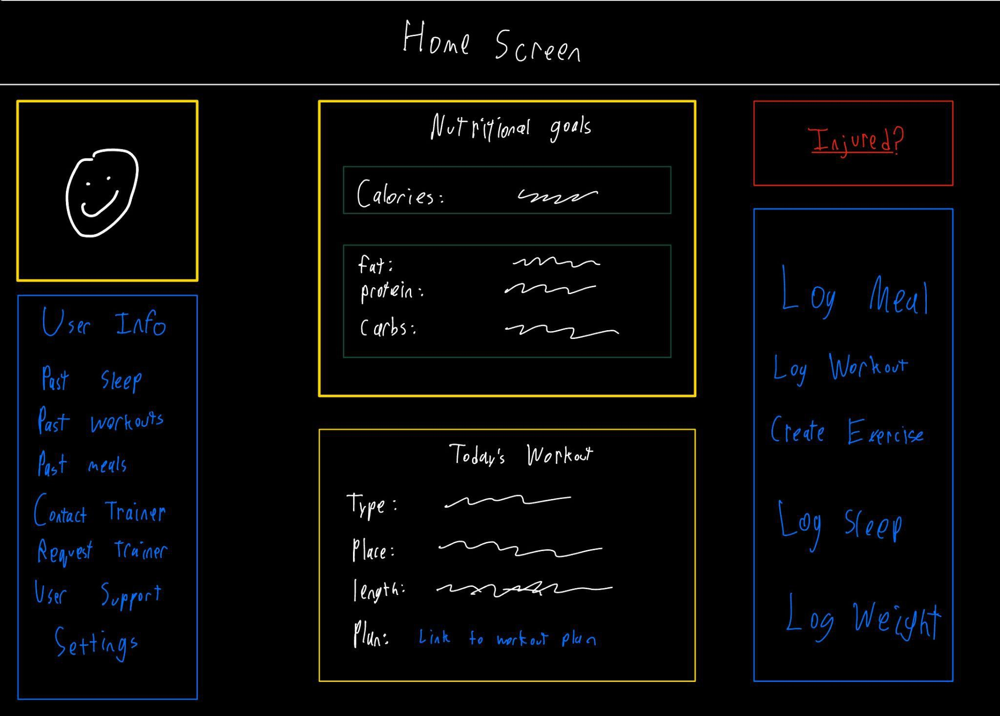 Home Screen
User Info
Past Sleep
Past workouts
Past meals
Contact Trainer
Request Trainer
User Support
Settings
Nutritional goals
Calories:
fat:
protein:
Carbs:
Today's Workout
Type:
Place:
length:
Plan: Link to workout plan
Injured?
Log Meal
Log Workout
Create Exercise
Log Sleep
Log Weight